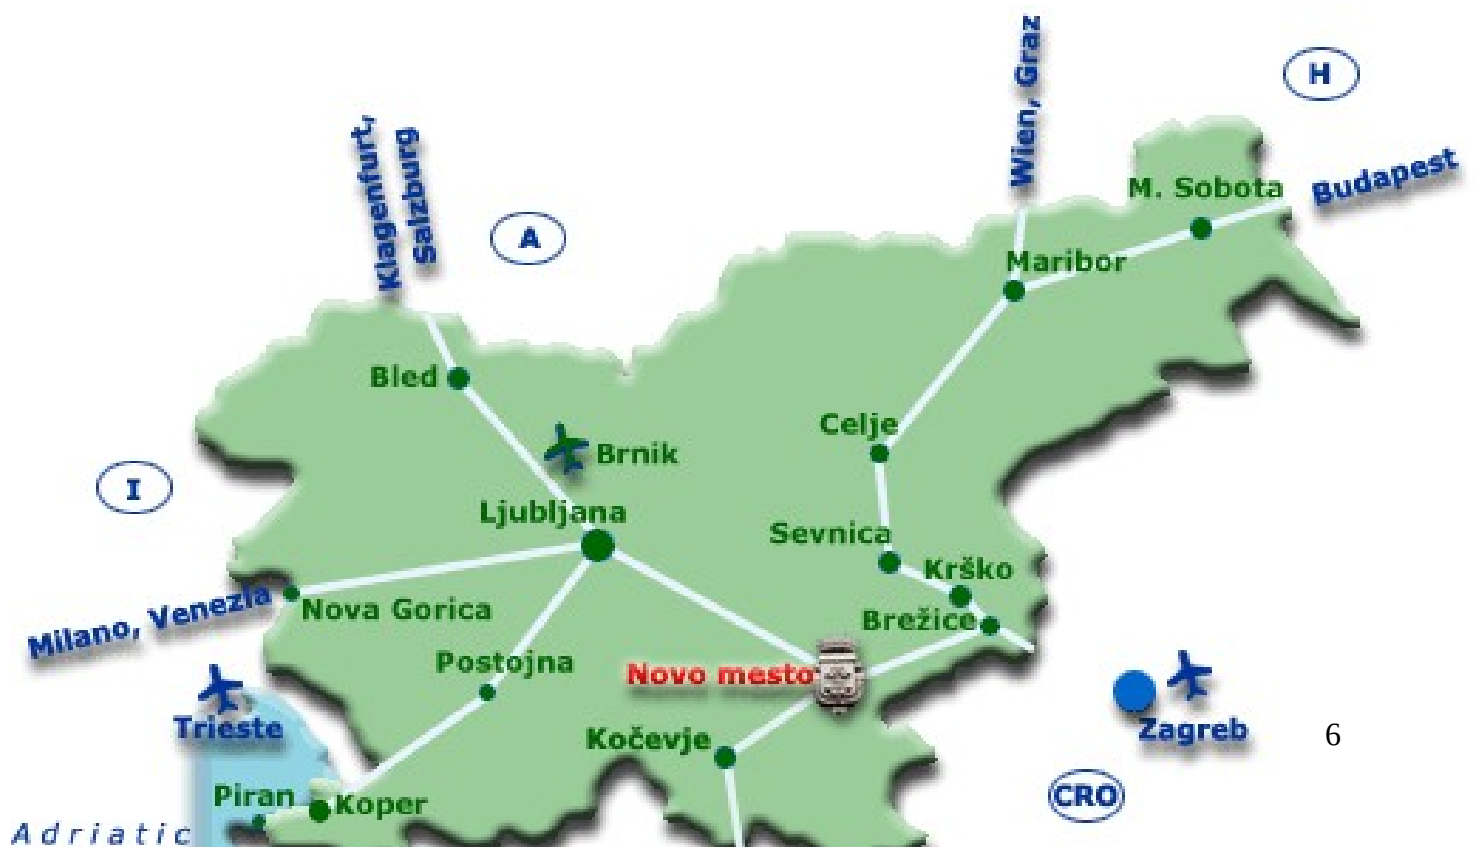 Wien, Graz
H
Klagenfurt,
Salzburg
M. Sobota
Budapest
A
Maribor
Bled
Celje
Brnik
I
Ljubljana
Sevnica
Krško
Milano, Venezia
Nova Gorica
Brežice
Postojna
Novo mesto
Trieste
Zagreb
6
Kočevje
Piran
Koper
CRO
Adriatic